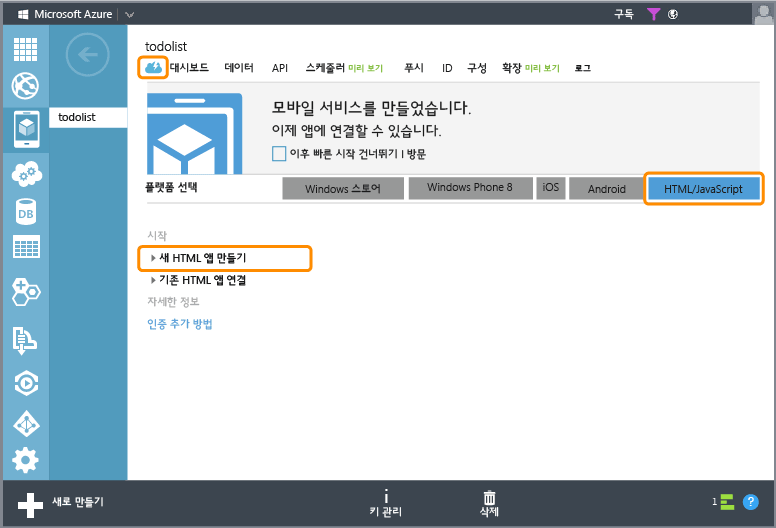 Microsoft Azure 구독
todolist
대시보드 데이터 API 스케줄러 미리 보기 푸시 ID 구성 확장 미리 보기 로그
todolist
모바일 서비스를 만들었습니다.
이제 앱에 연결할 수 있습니다.
이후 빠른 시작 건너뛰기 I 방문
플랫폼 선택 Windows 스토어 Windows Phone 8 iOS Android HTML/JavaScript
시작
새 HTML 앱 만들기
기존 HTML 앱 연결
자세한 정보
인증 추가 방법
DB
새로 만들기 키 관리 삭제 1 ?